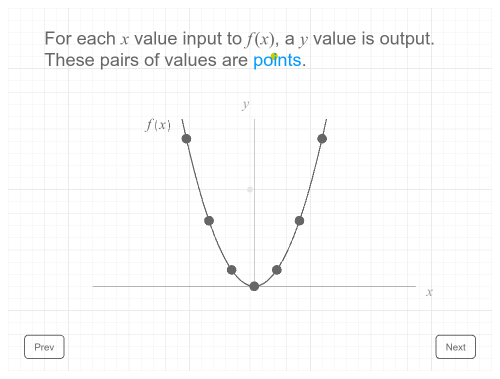 For each x value input to f(x), a y value is output.
These pairs of values are points.
y
f(x)
x
Prev
Next